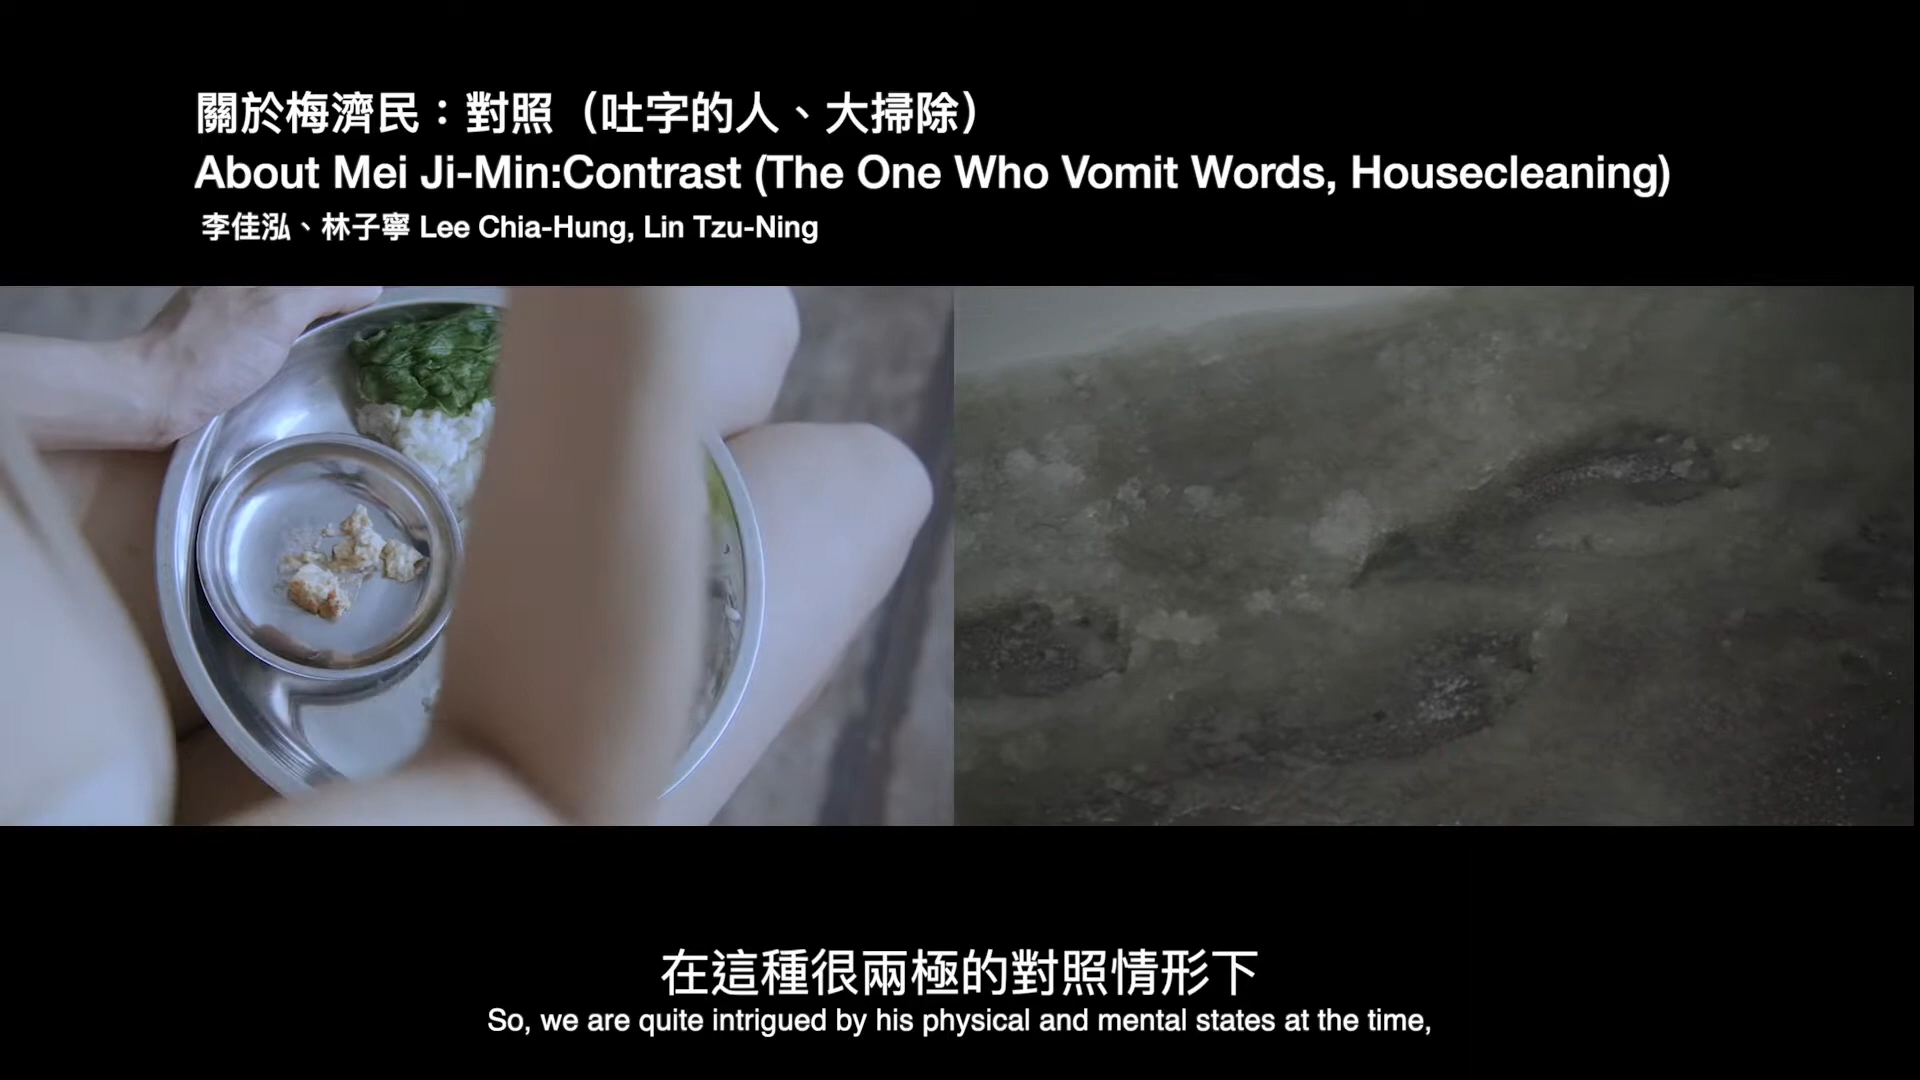 關於梅濟民：對照（吐字的人、大掃除）
About Mei Ji-Min:Contrast (The One Who Vomit Words, Housecleaning)
李佳泓、林子寧 Lee Chia-Hung, Lin Tzu-Ning
在這種很兩極的對照情形下
So, we are quite intrigued by his physical and mental states at the time,